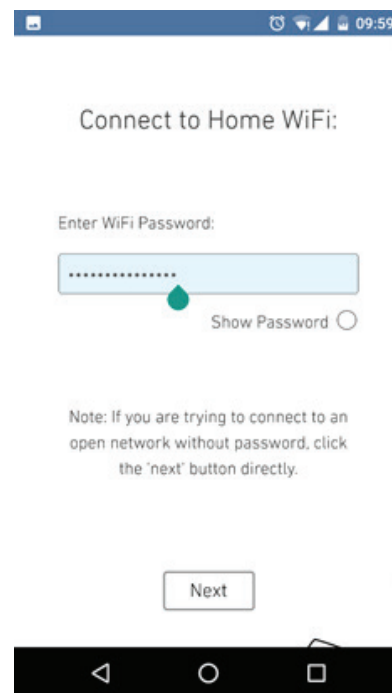 09:59
Connect to Home WiFi:
Enter WiFi Password:
•••••••••••••••
Show Password
Note: If you are trying to connect to an
open network without password, click
the 'next' button directly.
Next